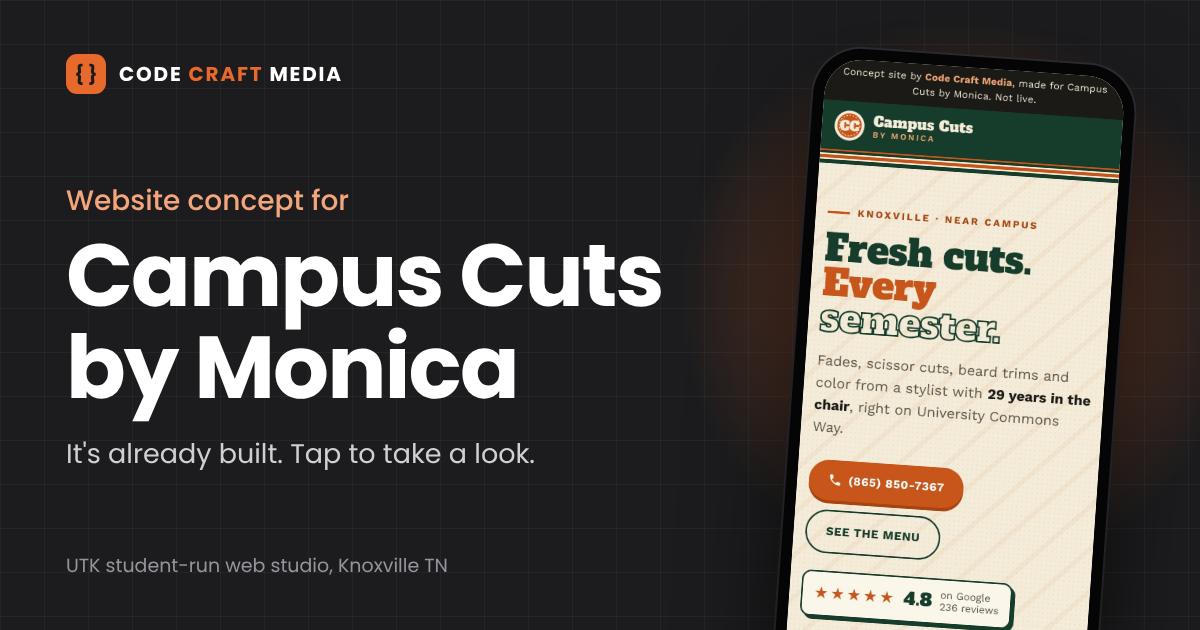 { } CODE CRAFT MEDIA
Website concept for
Campus Cuts
by Monica
It's already built. Tap to take a look.
UTK student-run web studio, Knoxville TN
Concept site by Code Craft Media, made for Campus
Cuts by Monica. Not live.
CC
Campus Cuts
BY MONICA
KNOXVILLE · NEAR CAMPUS
Fresh cuts.
Every
semester.
Fades, scissor cuts, beard trims and
color from a stylist with 29 years in the
chair, right on University Commons
Way.
(865) 850-7367
SEE THE MENU
★★★★★ 4.8 on Google
236 reviews